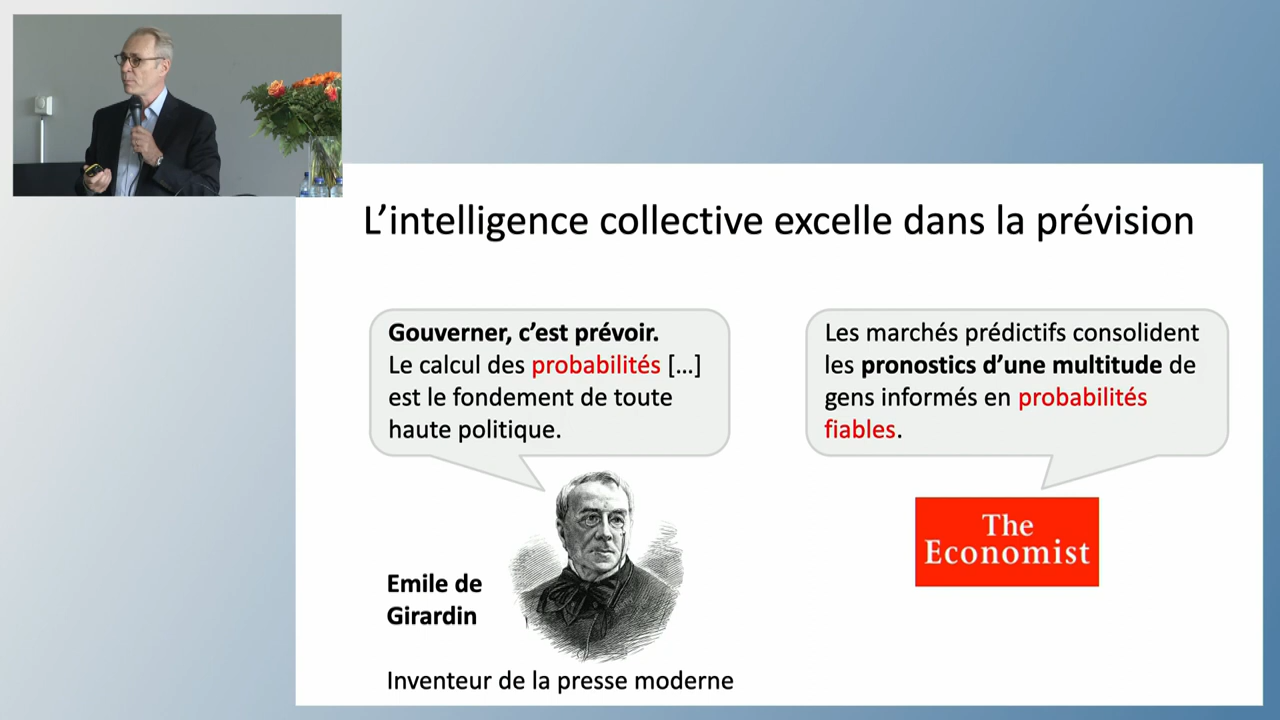 L’intelligence collective excelle dans la prévision
Gouverner, c’est prévoir.
Le calcul des probabilités [...]
est le fondement de toute
haute politique.
Les marchés prédictifs consolident
les pronostics d’une multitude de
gens informés en probabilités
fiables.
The
Economist
Emile de
Girardin
Inventeur de la presse moderne